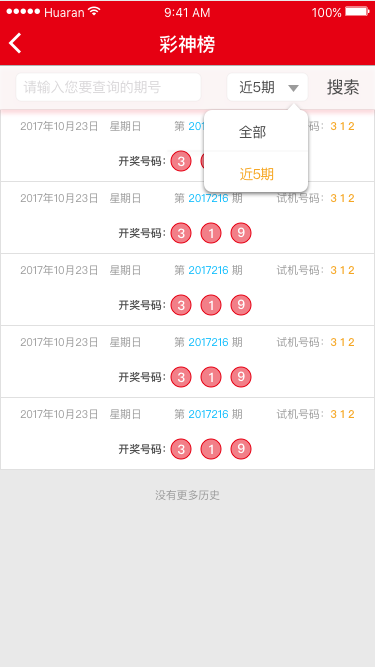 Huaran 9:41 AM 100%
彩神榜
请输入您要查询的期号 近5期 搜索
全部
近5期
2017年10月23日 星期日 第 20 号码：3 1 2
开奖号码： 3
2017年10月23日 星期日 第 2017216 期 试机号码：3 1 2
开奖号码： 3 1 9
2017年10月23日 星期日 第 2017216 期 试机号码：3 1 2
开奖号码： 3 1 9
2017年10月23日 星期日 第 2017216 期 试机号码：3 1 2
开奖号码： 3 1 9
2017年10月23日 星期日 第 2017216 期 试机号码：3 1 2
开奖号码： 3 1 9
没有更多历史